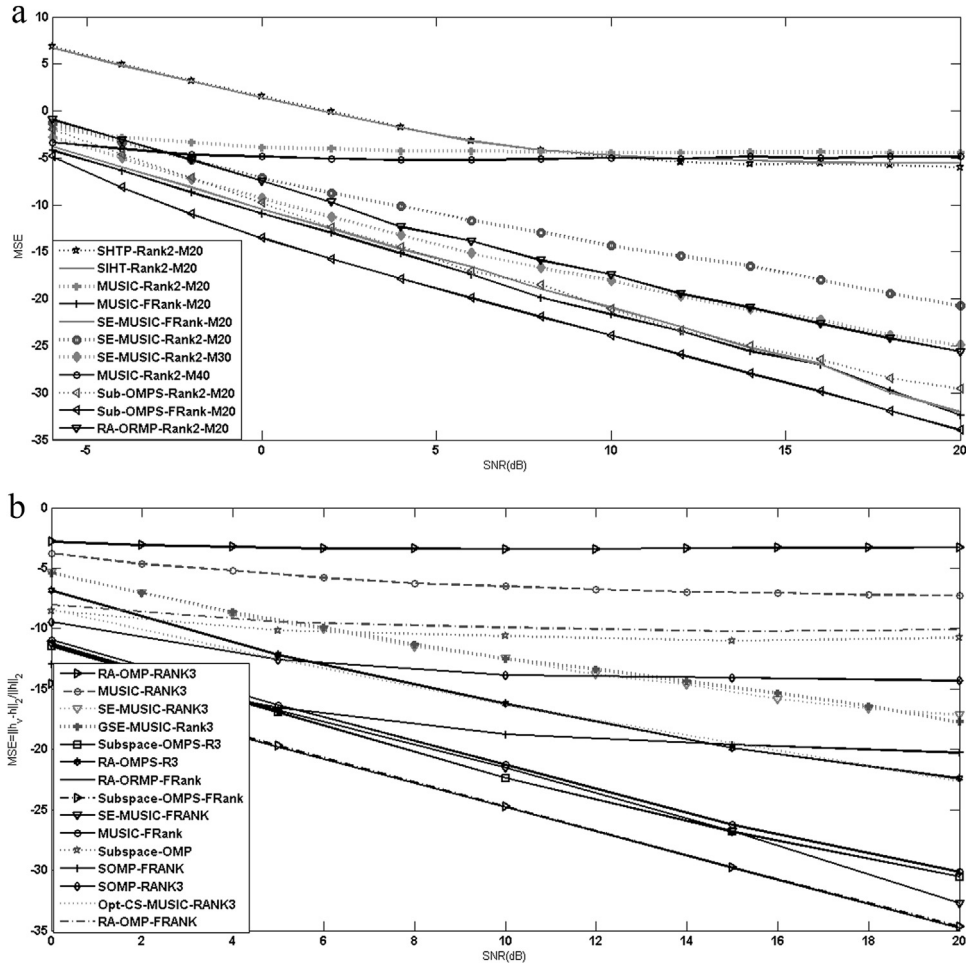 a
10
5
0
-5
-10
-15
-20
-25
-30
-35
MSE
SHTP-Rank2-M20
SIHT-Rank2-M20
MUSIC-Rank2-M20
MUSIC-FRank-M20
SE-MUSIC-FRank-M20
SE-MUSIC-Rank2-M20
SE-MUSIC-Rank2-M30
MUSIC-Rank2-M40
Sub-OMPS-Rank2-M20
Sub-OMPS-FRank-M20
RA-ORMP-Rank2-M20
-5 0 5 10 15 20
SNR(dB)
b
0
-5
-10
-15
-20
-25
-30
-35
MSE=||hᵥ-h||₂/||h||₂
RA-OMP-RANK3
MUSIC-RANK3
SE-MUSIC-RANK3
GSE-MUSIC-Rank3
Subspace-OMPS-R3
RA-OMPS-R3
RA-ORMP-FRank
Subspace-OMPS-FRank
SE-MUSIC-FRANK
MUSIC-FRank
Subspace-OMP
SOMP-FRANK
SOMP-RANK3
Opt-CS-MUSIC-RANK3
RA-OMP-FRANK
0 2 4 6 8 10 12 14 16 18 20
SNR(dB)